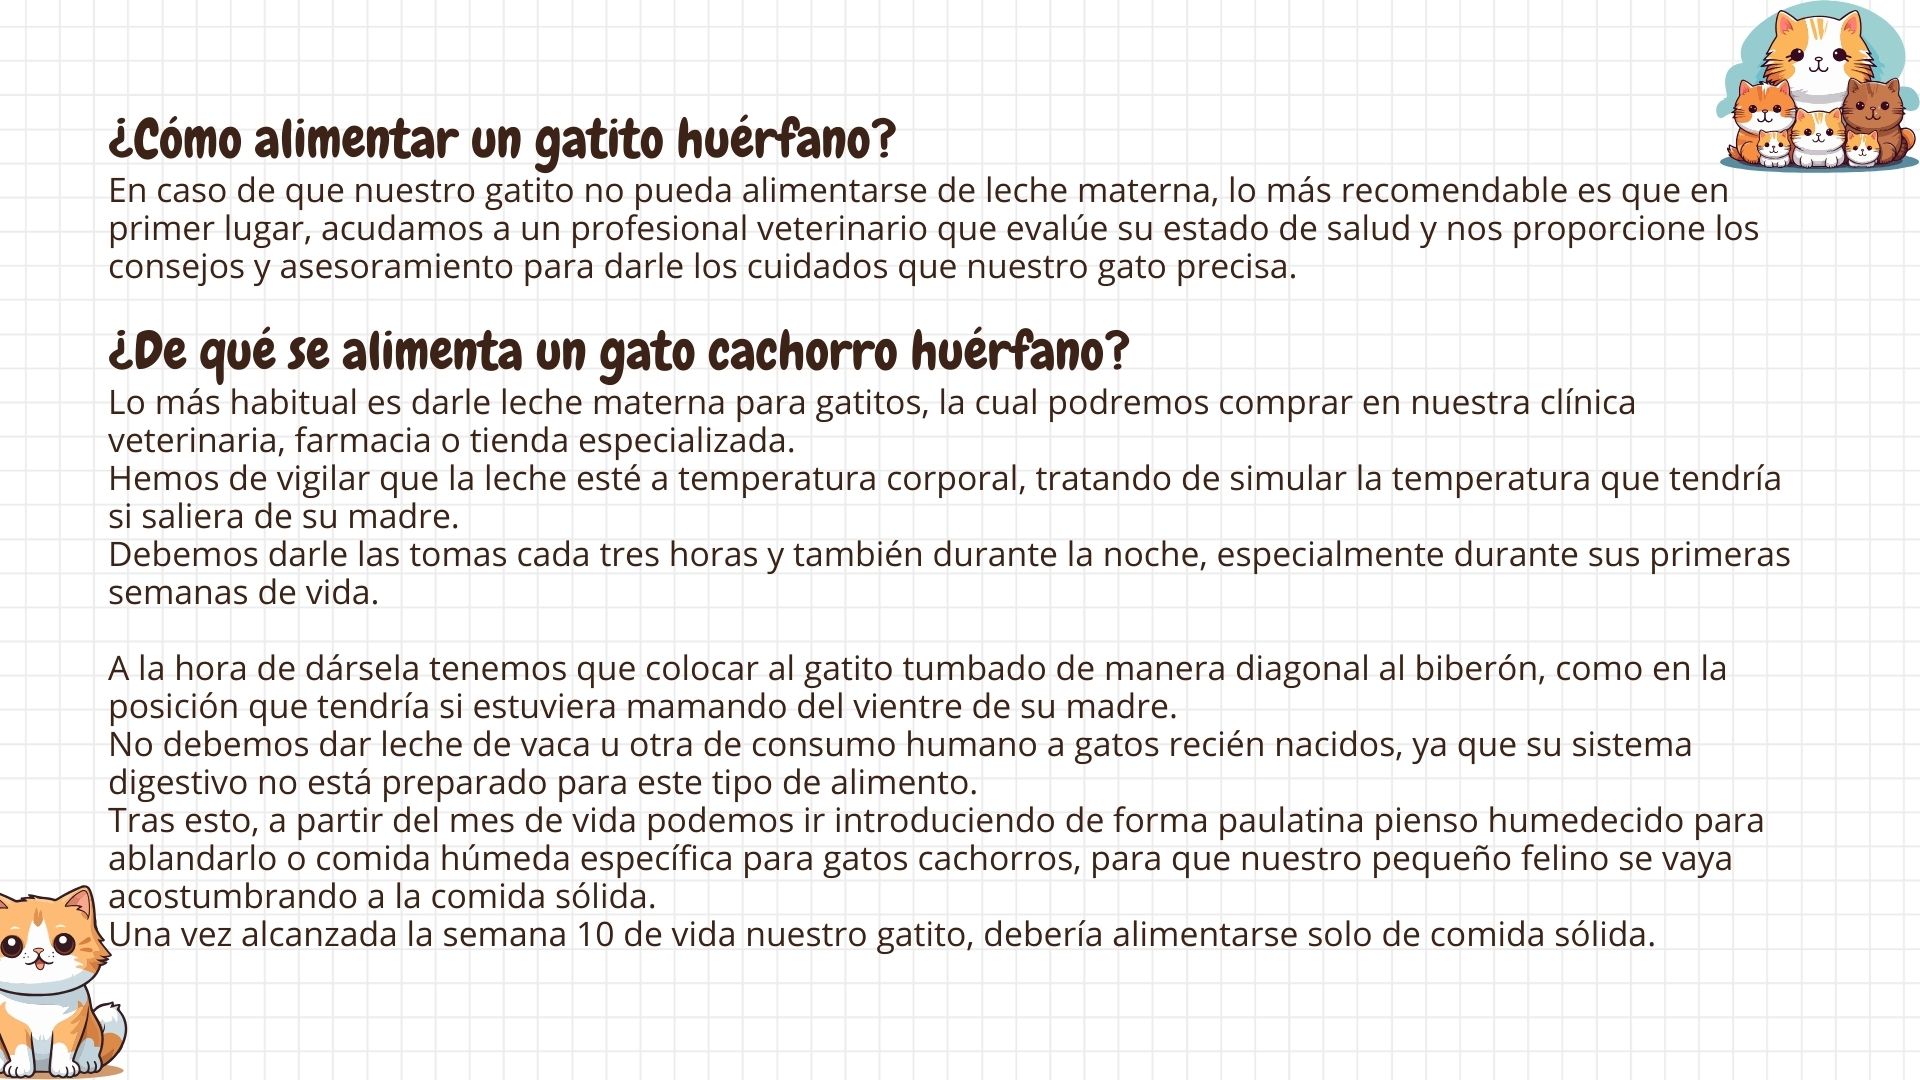 ¿Cómo alimentar un gatito huérfano?
En caso de que nuestro gatito no pueda alimentarse de leche materna, lo más recomendable es que en
primer lugar, acudamos a un profesional veterinario que evalúe su estado de salud y nos proporcione los
consejos y asesoramiento para darle los cuidados que nuestro gato precisa.
¿De qué se alimenta un gato cachorro huérfano?
Lo más habitual es darle leche materna para gatitos, la cual podremos comprar en nuestra clínica
veterinaria, farmacia o tienda especializada.
Hemos de vigilar que la leche esté a temperatura corporal, tratando de simular la temperatura que tendría
si saliera de su madre.
Debemos darle las tomas cada tres horas y también durante la noche, especialmente durante sus primeras
semanas de vida.
A la hora de dársela tenemos que colocar al gatito tumbado de manera diagonal al biberón, como en la
posición que tendría si estuviera mamando del vientre de su madre.
No debemos dar leche de vaca u otra de consumo humano a gatos recién nacidos, ya que su sistema
digestivo no está preparado para este tipo de alimento.
Tras esto, a partir del mes de vida podemos ir introduciendo de forma paulatina pienso humedecido para
ablandarlo o comida húmeda específica para gatos cachorros, para que nuestro pequeño felino se vaya
acostumbrando a la comida sólida.
Una vez alcanzada la semana 10 de vida nuestro gatito, debería alimentarse solo de comida sólida.